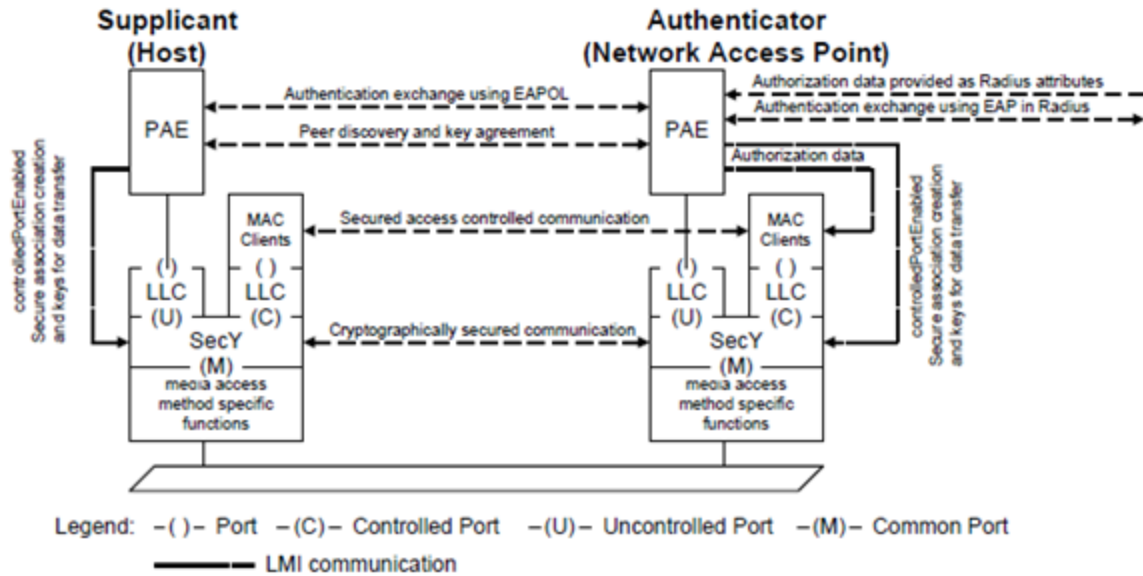 Supplicant
(Host)
Authenticator
(Network Access Point)
PAE
Authentication exchange using EAPOL
Peer discovery and key agreement
PAE
Authorization data provided as Radius attributes
Authentication exchange using EAP in Radius
Authorization data
controlledPortEnabled
Secure association creation
and keys for data transfer
MAC
Clients
Secured access controlled communication
MAC
Clients
controlledPortEnabled
Secure association creation
and keys for data transfer
( )
LLC
(U)
( )
LLC
(C)
SecY
(M)
media access
method specific
functions
Cryptographically secured communication
( )
LLC
(U)
( )
LLC
(C)
SecY
(M)
media access
method specific
functions
Legend: –( )– Port –(C)– Controlled Port –(U)– Uncontrolled Port –(M)– Common Port
LMI communication